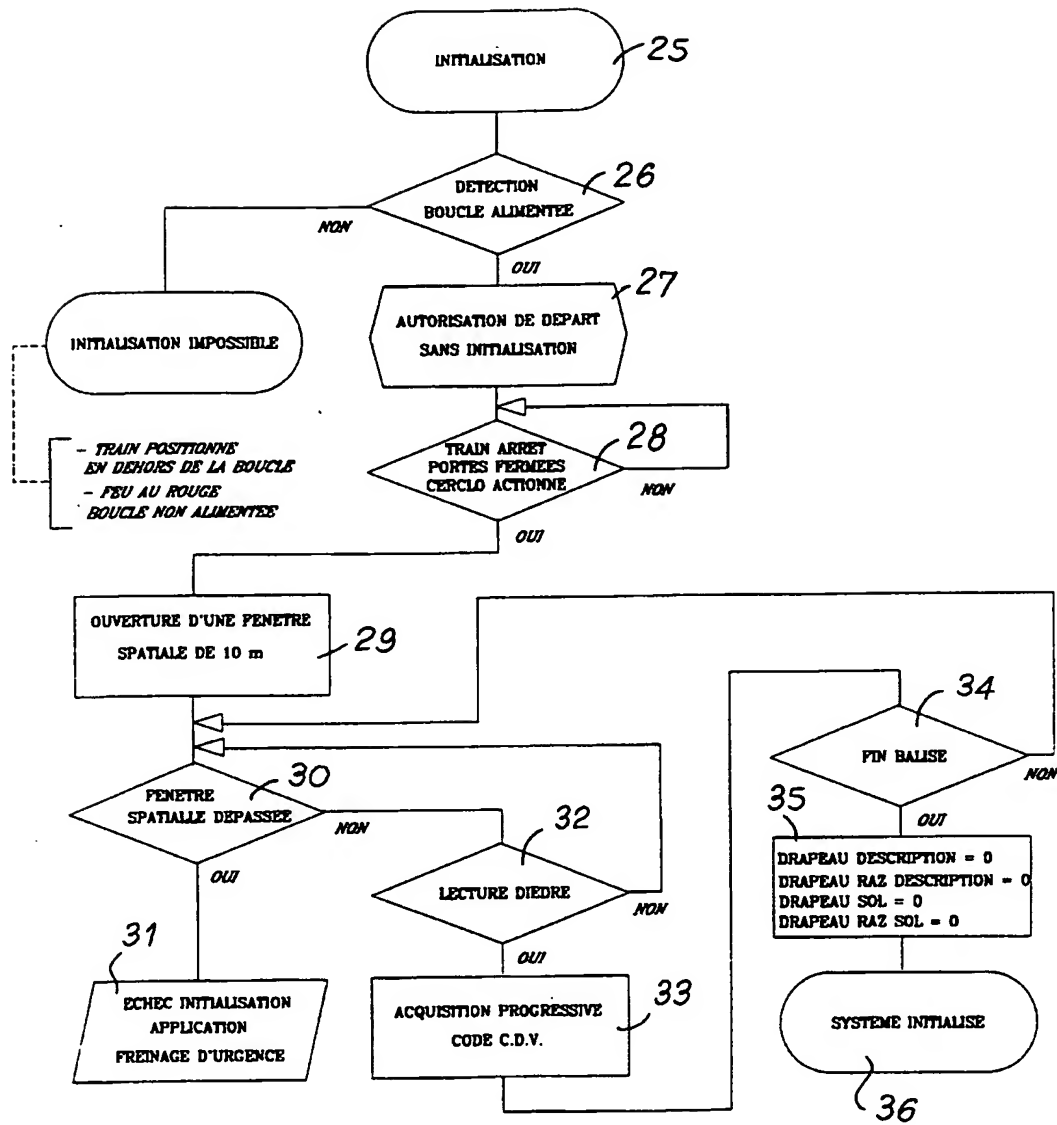 INITIALISATION
25
DETECTION
BOUCLE ALIMENTEE
26
NON
OUI
27
INITIALISATION IMPOSSIBLE
AUTORISATION DE DEPART
SANS INITIALISATION
- TRAIN POSITIONNE
EN DEHORS DE LA BOUCLE
- FEU AU ROUGE
BOUCLE NON ALIMENTEE
TRAIN ARRET
PORTES FERMEES
CERCLO ACTIONNE
28
NON
OUI
OUVERTURE D'UNE FENETRE
SPATIALE DE 10 m
29
34
FIN BALISE
NON
OUI
FENETRE
SPATIALLE DEPASSEE
30
NON
OUI
32
LECTURE DIEDRE
NON
OUI
35
DRAPEAU DESCRIPTION = 0
DRAPEAU RAZ DESCRIPTION = 0
DRAPEAU SOL = 0
DRAPEAU RAZ SOL = 0
31
ECHEC INITIALISATION
APPLICATION
FREINAGE D'URGENCE
ACQUISITION PROGRESSIVE
CODE C.D.V.
33
SYSTEME INITIALISE
36